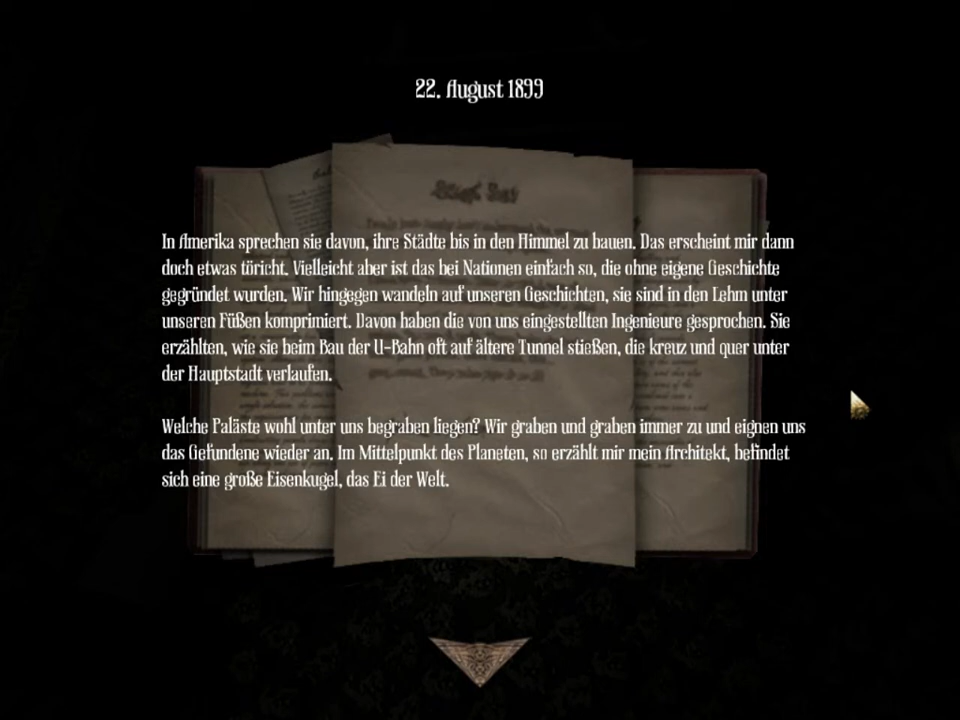 22. August 1899
In Amerika sprechen sie davon, ihre Städte bis in den Himmel zu bauen. Das erscheint mir dann
doch etwas töricht. Vielleicht aber ist das bei Nationen einfach so, die ohne eigene Geschichte
gegründet wurden. Wir hingegen wandeln auf unseren Geschichten, sie sind in den Lehm unter
unseren Füßen komprimiert. Davon haben die von uns eingestellten Ingenieure gesprochen. Sie
erzählten, wie sie beim Bau der U-Bahn oft auf ältere Tunnel stießen, die kreuz und quer unter
der Hauptstadt verlaufen.
Welche Paläste wohl unter uns begraben liegen? Wir graben und graben immer zu und eignen uns
das Gefundene wieder an. Im Mittelpunkt des Planeten, so erzählt mir mein Architekt, befindet
sich eine große Eisenkugel, das Ei der Welt.